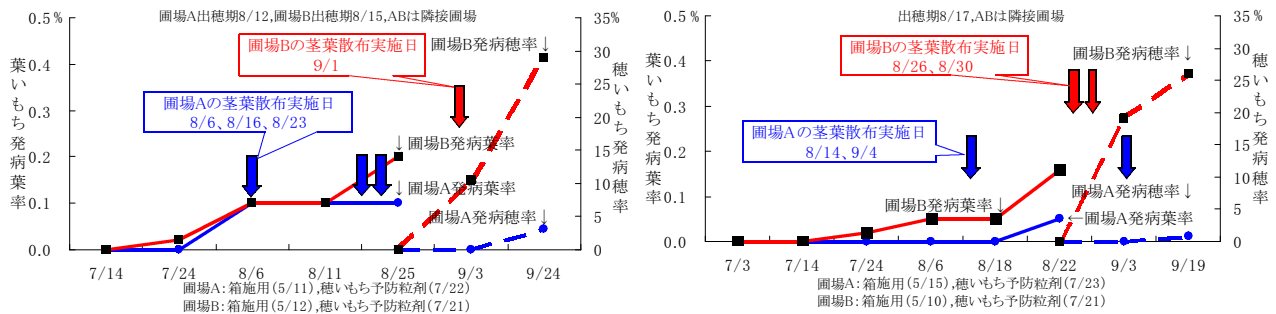 圃場A出穂期8/12,圃場B出穂期8/15,ABは隣接圃場
0.5%
0.4
0.3
0.2
0.1
0.0
葉いもち発病葉率
35%
30
25
20
15
10
5
0
穂いもち発病穂率
圃場Bの茎葉散布実施日
9/1
圃場Aの茎葉散布実施日
8/6、8/16、8/23
圃場B発病穂率↓
↓圃場B発病葉率
↓圃場A発病葉率
圃場A発病穂率↓
7/14 7/24 8/6 8/11 8/25 9/3 9/24
圃場A:箱施用(5/11),穂いもち予防粒剤(7/22)
圃場B:箱施用(5/12),穂いもち予防粒剤(7/21)
出穂期8/17,ABは隣接圃場
0.5%
0.4
0.3
0.2
0.1
0.0
葉いもち発病葉率
35%
30
25
20
15
10
5
0
穂いもち発病穂率
圃場Bの茎葉散布実施日
8/26、8/30
圃場Aの茎葉散布実施日
8/14、9/4
圃場B発病穂率↓
圃場A発病穂率↓
圃場B発病葉率↓
←圃場A発病葉率
7/3 7/14 7/24 8/6 8/18 8/22 9/3 9/19
圃場A:箱施用(5/15),穂いもち予防粒剤(7/23)
圃場B:箱施用(5/10),穂いもち予防粒剤(7/21)